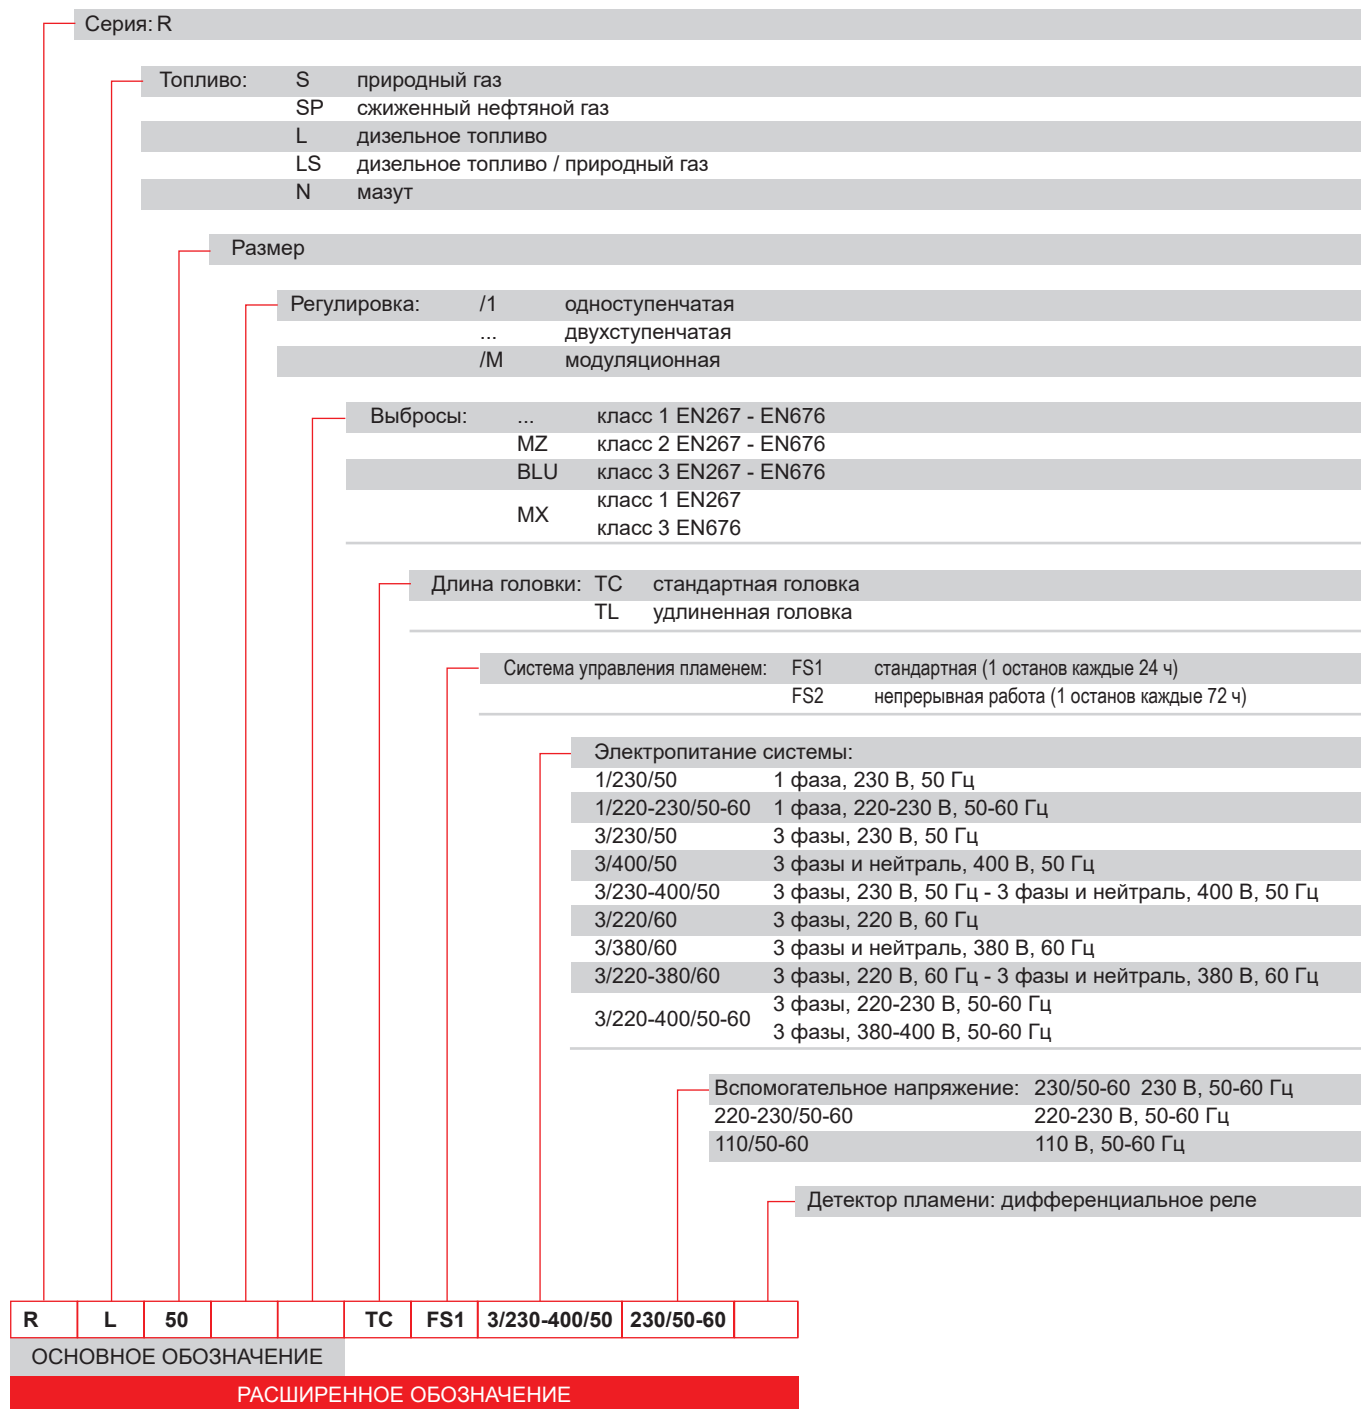 Серия: R
Топливо: S природный газ
SP сжиженный нефтяной газ
L дизельное топливо
LS дизельное топливо / природный газ
N мазут
Размер
Регулировка: /1 одноступенчатая
... двухступенчатая
/M модуляционная
Выбросы: ... класс 1 EN267 - EN676
MZ класс 2 EN267 - EN676
BLU класс 3 EN267 - EN676
MX класс 1 EN267
класс 3 EN676
Длина головки: TC стандартная головка
TL удлиненная головка
Система управления пламенем: FS1 стандартная (1 останов каждые 24 ч)
FS2 непрерывная работа (1 останов каждые 72 ч)
Электропитание системы:
1/230/50 1 фаза, 230 В, 50 Гц
1/220-230/50-60 1 фаза, 220-230 В, 50-60 Гц
3/230/50 3 фазы, 230 В, 50 Гц
3/400/50 3 фазы и нейтраль, 400 В, 50 Гц
3/230-400/50 3 фазы, 230 В, 50 Гц - 3 фазы и нейтраль, 400 В, 50 Гц
3/220/60 3 фазы, 220 В, 60 Гц
3/380/60 3 фазы и нейтраль, 380 В, 60 Гц
3/220-380/60 3 фазы, 220 В, 60 Гц - 3 фазы и нейтраль, 380 В, 60 Гц
3/220-400/50-60 3 фазы, 220-230 В, 50-60 Гц
3 фазы, 380-400 В, 50-60 Гц
Вспомогательное напряжение: 230/50-60 230 В, 50-60 Гц
220-230/50-60 220-230 В, 50-60 Гц
110/50-60 110 В, 50-60 Гц
Детектор пламени: дифференциальное реле
R L 50 TC FS1 3/230-400/50 230/50-60
ОСНОВНОЕ ОБОЗНАЧЕНИЕ
РАСШИРЕННОЕ ОБОЗНАЧЕНИЕ